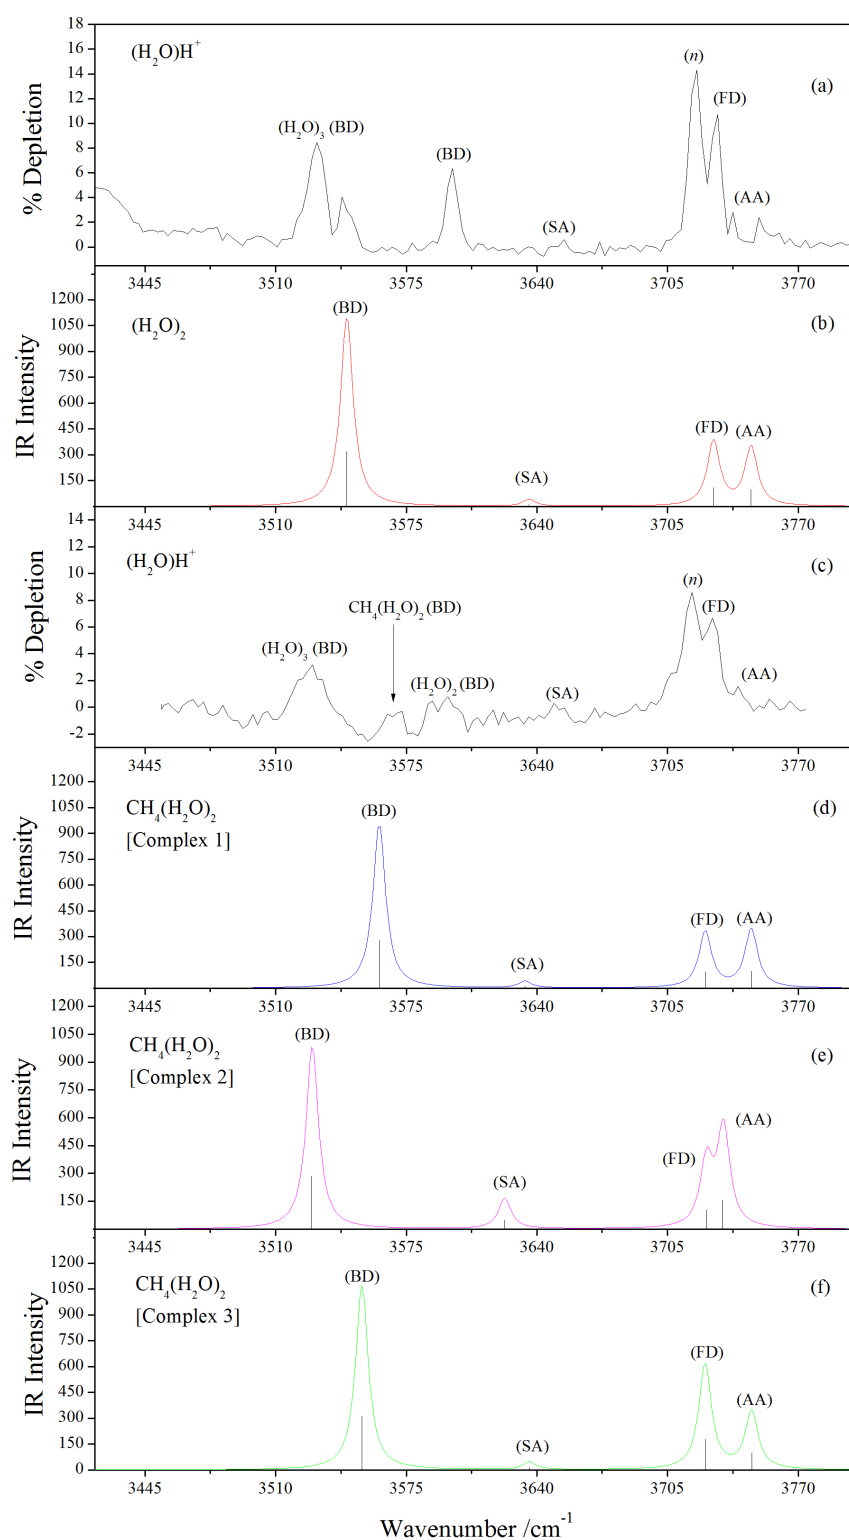 (H₂O)H⁺
(a)
(n)
(FD)
(H₂O)₃ (BD)
(BD)
(SA)
(AA)
% Depletion
18
16
14
12
10
8
6
4
2
0
3445 3510 3575 3640 3705 3770
(H₂O)₂
(BD)
(b)
(SA)
(FD)
(AA)
IR Intensity
1200
1050
900
750
600
450
300
150
3445 3510 3575 3640 3705 3770
(H₂O)H⁺
(c)
(n)
(FD)
CH₄(H₂O)₂ (BD)
(H₂O)₃ (BD)
(H₂O)₂ (BD)
(SA)
(AA)
% Depletion
14
12
10
8
6
4
2
0
-2
3445 3510 3575 3640 3705 3770
CH₄(H₂O)₂
[Complex 1]
(BD)
(d)
(SA)
(FD)
(AA)
IR Intensity
1200
1050
900
750
600
450
300
150
3445 3510 3575 3640 3705 3770
CH₄(H₂O)₂
[Complex 2]
(BD)
(e)
(SA)
(FD)
(AA)
IR Intensity
1200
1050
900
750
600
450
300
150
3445 3510 3575 3640 3705 3770
CH₄(H₂O)₂
[Complex 3]
(BD)
(f)
(SA)
(FD)
(AA)
IR Intensity
1200
1050
900
750
600
450
300
150
0
3445 3510 3575 3640 3705 3770
Wavenumber /cm⁻¹